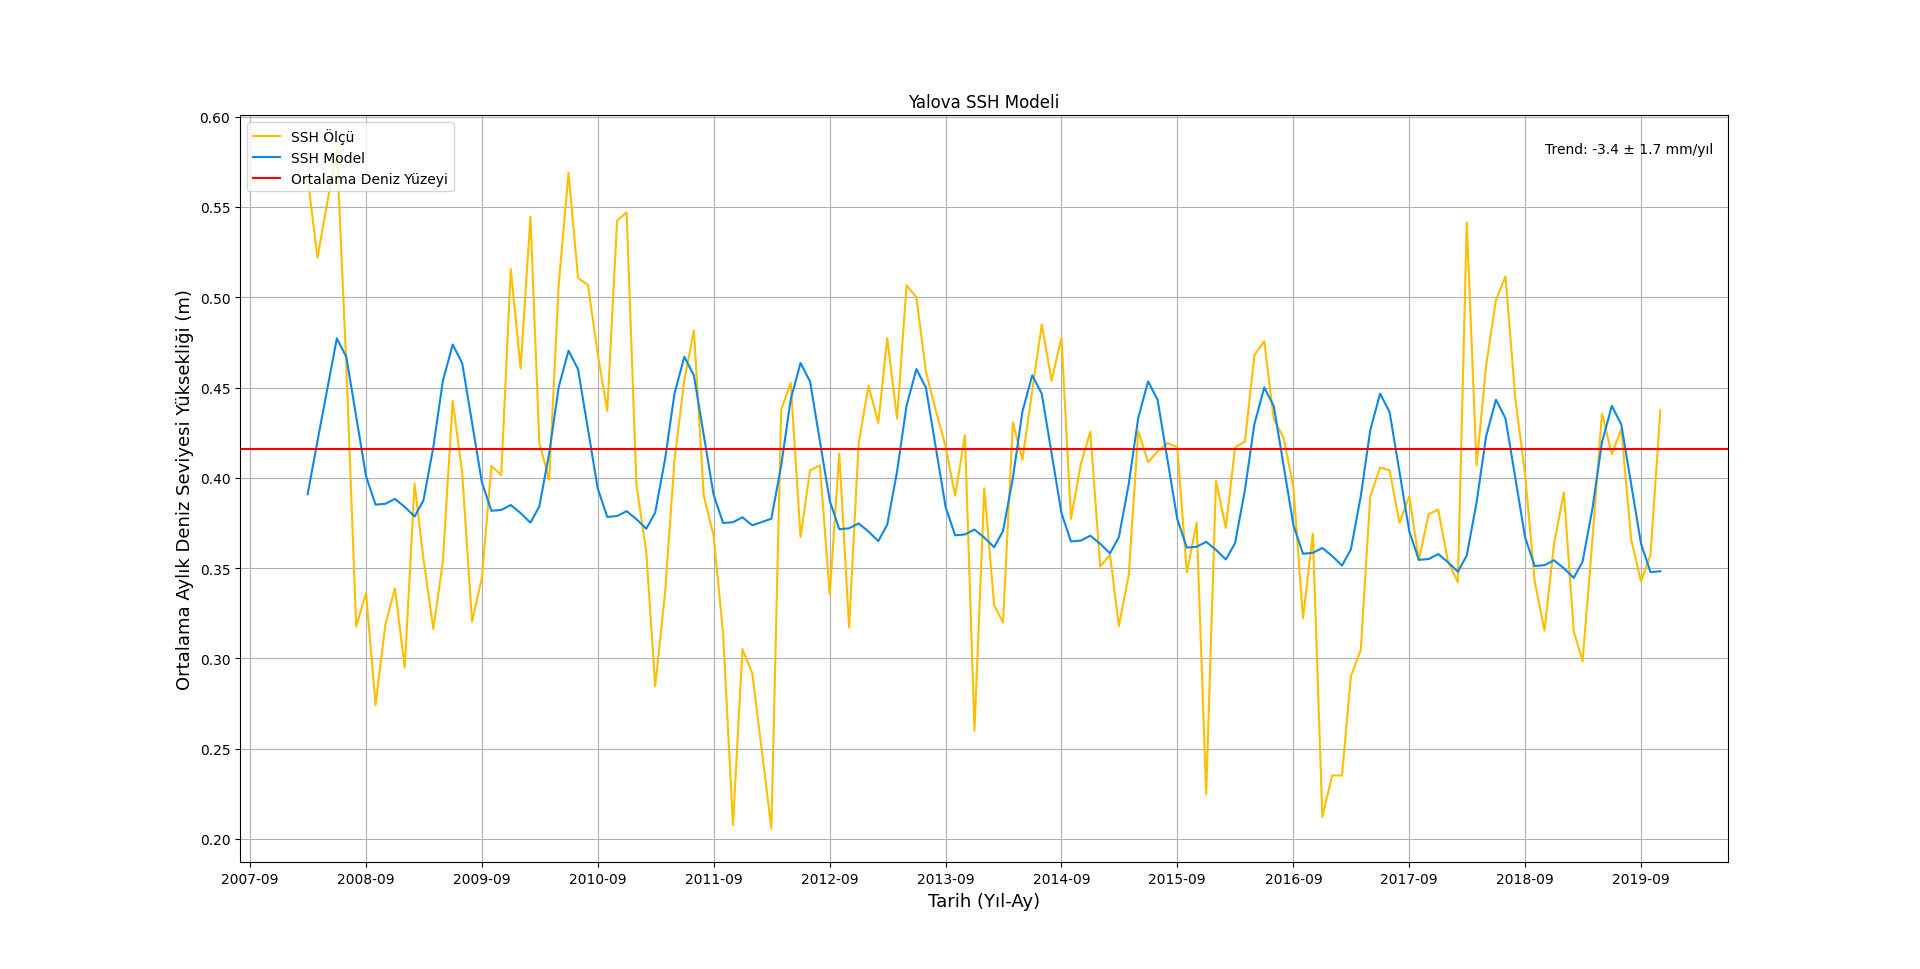 Yalova SSH Modeli
SSH Ölçü
SSH Model
Ortalama Deniz Yüzeyi
Trend: -3.4 ± 1.7 mm/yıl
Ortalama Aylık Deniz Seviyesi Yüksekliği (m)
0.60
0.55
0.50
0.45
0.40
0.35
0.30
0.25
0.20
2007-09 2008-09 2009-09 2010-09 2011-09 2012-09 2013-09 2014-09 2015-09 2016-09 2017-09 2018-09 2019-09
Tarih (Yıl-Ay)